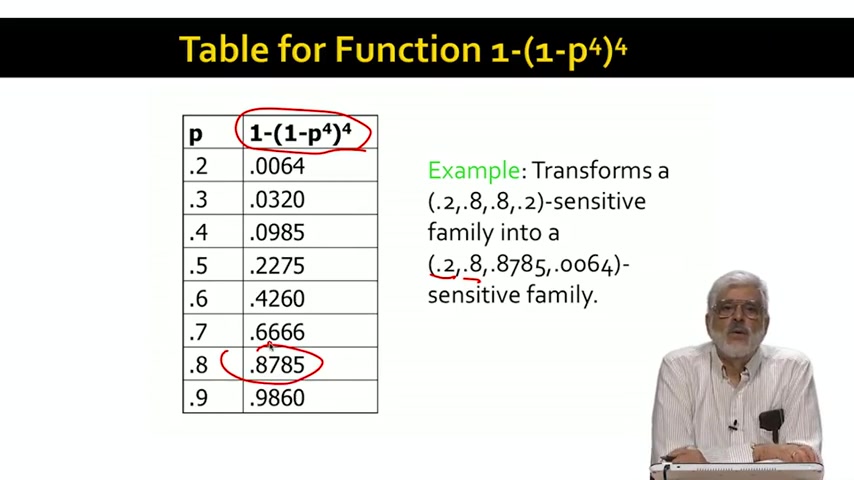 Table for Function 1-(1-p⁴)⁴
p 1-(1-p⁴)⁴
.2 .0064
.3 .0320
.4 .0985
.5 .2275
.6 .4260
.7 .6666
.8 .8785
.9 .9860
Example: Transforms a
(.2,.8,.8,.2)-sensitive
family into a
(.2,.8,.8785,.0064)-
sensitive family.